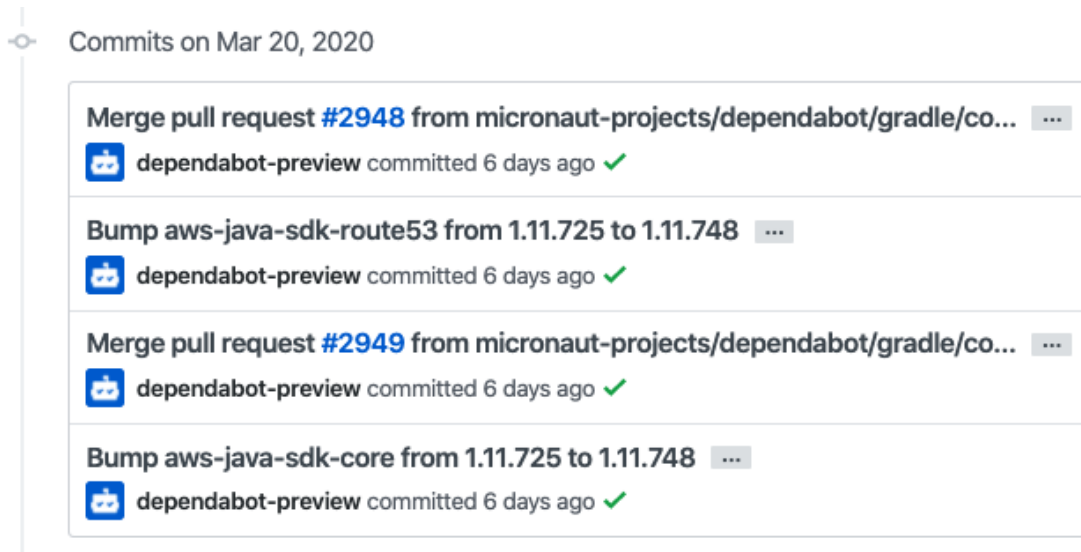 Commits on Mar 20, 2020
Merge pull request #2948 from micronaut-projects/dependabot/gradle/co... ...
dependabot-preview committed 6 days ago ✓
Bump aws-java-sdk-route53 from 1.11.725 to 1.11.748 ...
dependabot-preview committed 6 days ago ✓
Merge pull request #2949 from micronaut-projects/dependabot/gradle/co... ...
dependabot-preview committed 6 days ago ✓
Bump aws-java-sdk-core from 1.11.725 to 1.11.748 ...
dependabot-preview committed 6 days ago ✓